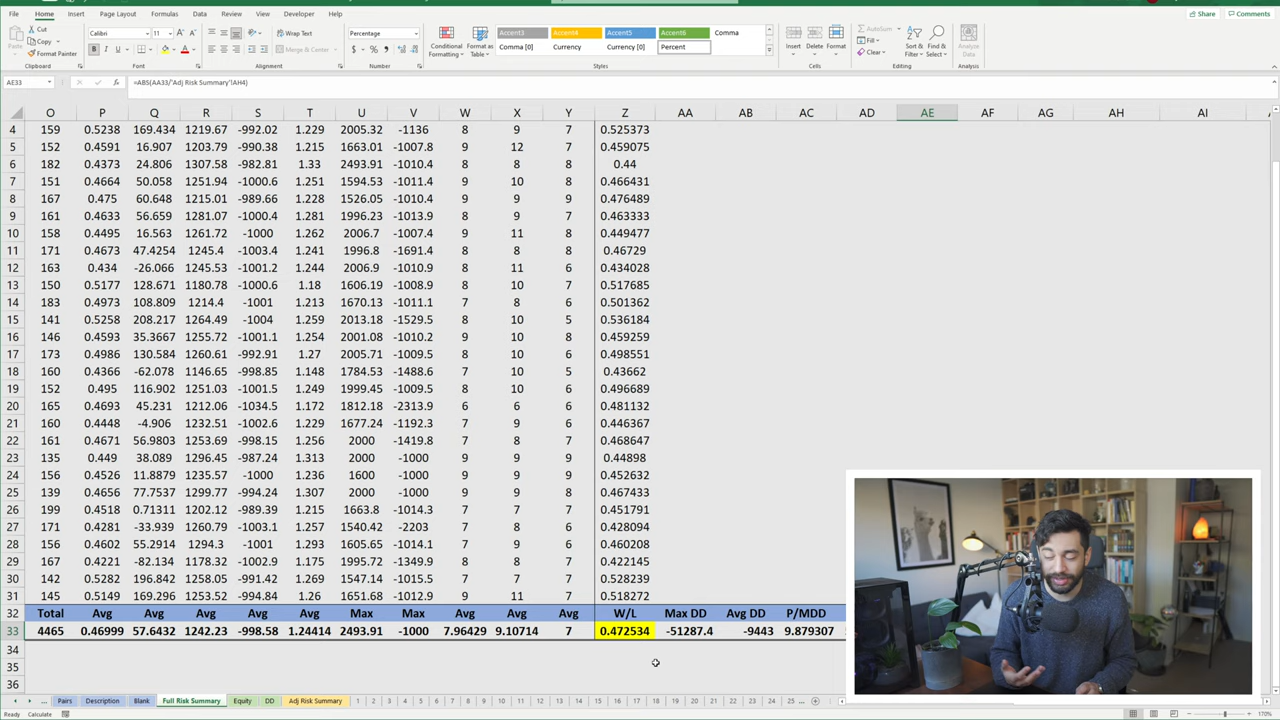 File Home Insert Page Layout Formulas Data Review View Developer Help Share Comments
Cut Calibri 11 Wrap Text Percentage Accent3 Accent4 Accent5 Accent6 Comma AutoSum
Copy Fill
Paste Format Painter Merge & Center Conditional Formatting Format as Table Comma [0] Currency Currency [0] Percent Insert Delete Format Clear Sort & Filter Find & Select Analyze Data
Clipboard Font Alignment Number Styles Cells Editing Analysis
AE33 =ABS(AA33/'Adj Risk Summary'!AH4)
O P Q R S T U V W X Y Z AA AB AC AD AE AF AG AH AI
4 159 0.5238 169.434 1219.67 -992.02 1.229 2005.32 -1136 8 9 7 0.525373
5 152 0.4591 16.907 1203.79 -990.38 1.215 1663.01 -1007.8 9 12 7 0.459075
6 182 0.4373 24.806 1307.58 -982.81 1.33 2493.91 -1010.4 8 8 8 0.44
7 151 0.4664 50.058 1251.94 -1000.6 1.251 1594.53 -1011.4 9 10 8 0.466431
8 167 0.475 60.648 1215.01 -989.66 1.228 1526.05 -1010.4 9 9 9 0.476489
9 161 0.4633 56.659 1281.07 -1000.4 1.281 1996.23 -1013.9 9 8 7 0.463333
10 158 0.4495 16.563 1261.72 -1000 1.262 2006.7 -1007.4 9 11 8 0.449477
11 171 0.4673 47.4254 1245.4 -1003.4 1.241 1996.8 -1691.4 8 8 8 0.46729
12 163 0.434 -26.066 1245.53 -1001.2 1.244 2006.9 -1010.9 8 11 6 0.434028
13 150 0.5177 128.671 1180.78 -1000.6 1.18 1606.19 -1008.9 8 10 7 0.517685
14 183 0.4973 108.809 1214.4 -1001 1.213 1670.13 -1011.1 7 8 6 0.501362
15 141 0.5258 208.217 1264.49 -1004 1.259 2013.18 -1529.5 8 10 5 0.536184
16 146 0.4593 35.3667 1255.72 -1001.1 1.254 2001.08 -1010.2 9 10 8 0.459259
17 173 0.4986 130.584 1260.61 -992.91 1.27 2005.71 -1009.5 8 10 6 0.498551
18 160 0.4366 -62.078 1146.65 -998.85 1.148 1784.53 -1488.6 7 10 5 0.43662
19 152 0.495 116.902 1251.03 -1001.5 1.249 1999.45 -1009.5 8 10 6 0.496689
20 165 0.4693 45.231 1212.06 -1034.5 1.172 1812.18 -2313.9 6 6 6 0.481132
21 160 0.4448 -4.906 1232.51 -1002.6 1.229 1677.24 -1192.3 7 9 6 0.446367
22 161 0.4671 56.9803 1253.69 -998.15 1.256 2000 -1419.8 7 8 7 0.468647
23 135 0.449 38.089 1296.45 -987.24 1.313 2000 -1000 9 9 9 0.44898
24 156 0.4526 11.8879 1235.57 -1000 1.236 1600 -1000 9 9 9 0.452632
25 139 0.4656 77.7537 1299.77 -994.24 1.307 2000 -1000 9 9 8 0.467433
26 199 0.4518 0.71311 1202.12 -989.39 1.215 1663.8 -1014.3 7 7 7 0.451791
27 171 0.4281 -33.939 1260.79 -1003.1 1.257 1540.42 -2203 7 8 6 0.428094
28 156 0.4602 55.2914 1294.3 -1001 1.293 1605.65 -1014.1 7 9 6 0.460208
29 167 0.4221 -82.134 1178.32 -1002.9 1.175 1995.72 -1349.9 8 8 7 0.422145
30 142 0.5282 196.842 1258.05 -991.42 1.269 1547.14 -1015.5 7 7 7 0.528239
31 145 0.5149 169.296 1253.52 -994.84 1.26 1651.68 -1012.9 9 11 7 0.518272
32 Total Avg Avg Avg Avg Avg Max Max Avg Avg Avg W/L Max DD Avg DD P/MDD
33 4465 0.46999 57.6432 1242.23 -998.58 1.24414 2493.91 -1000 7.96429 9.10714 7 0.472534 -51287.4 -9443 9.879307
34
35
36
... Pairs Description Blank Full Risk Summary Equity DD Adj Risk Summary 1 2 3 4 5 6 7 8 9 10 11 12 13 14 15 16 17 18 19 20 21 22 23 24 25 ...
Ready Calculate 170%